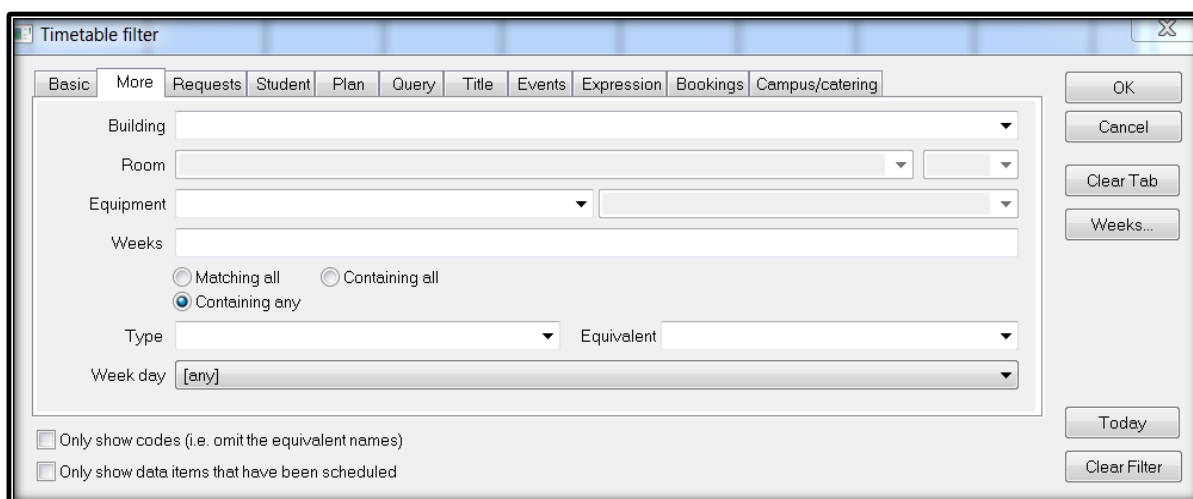 Timetable filter
Basic More Requests Student Plan Query Title Events Expression Bookings Campus/catering
OK
Building
Cancel
Room
Clear Tab
Equipment
Weeks...
Weeks
Matching all Containing all
Containing any
Type Equivalent
Week day [any]
Today
Only show codes (i.e. omit the equivalent names)
Clear Filter
Only show data items that have been scheduled